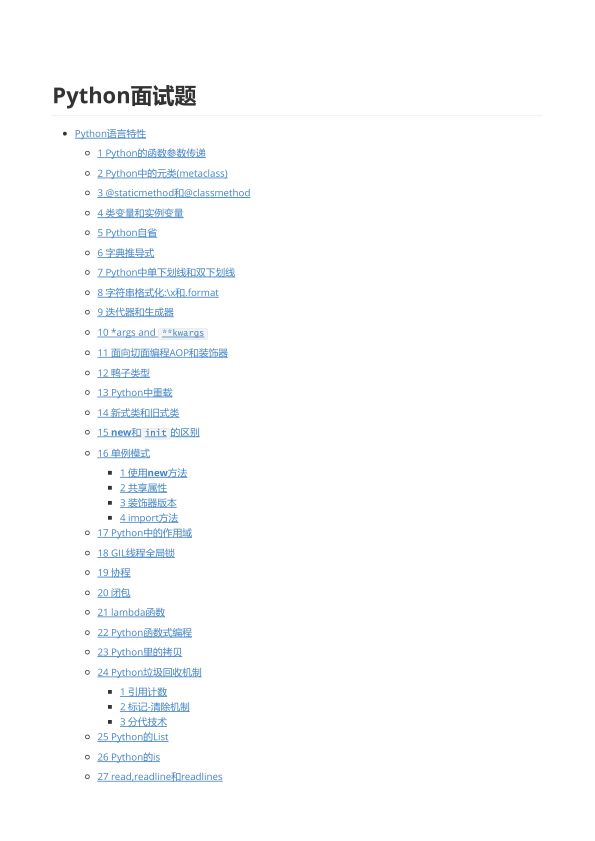 Python面试题
Python语言特性
1 Python的函数参数传递
2 Python中的元类(metaclass)
3 @staticmethod和@classmethod
4 类变量和实例变量
5 Python自省
6 字典推导式
7 Python中单下划线和双下划线
8 字符串格式化:\x和.format
9 迭代器和生成器
10 *args and **kwargs
11 面向切面编程AOP和装饰器
12 鸭子类型
13 Python中重载
14 新式类和旧式类
15 new和 init 的区别
16 单例模式
1 使用new方法
2 共享属性
3 装饰器版本
4 import方法
17 Python中的作用域
18 GIL线程全局锁
19 协程
20 闭包
21 lambda函数
22 Python函数式编程
23 Python里的拷贝
24 Python垃圾回收机制
1 引用计数
2 标记-清除机制
3 分代技术
25 Python的List
26 Python的is
27 read,readline和readlines